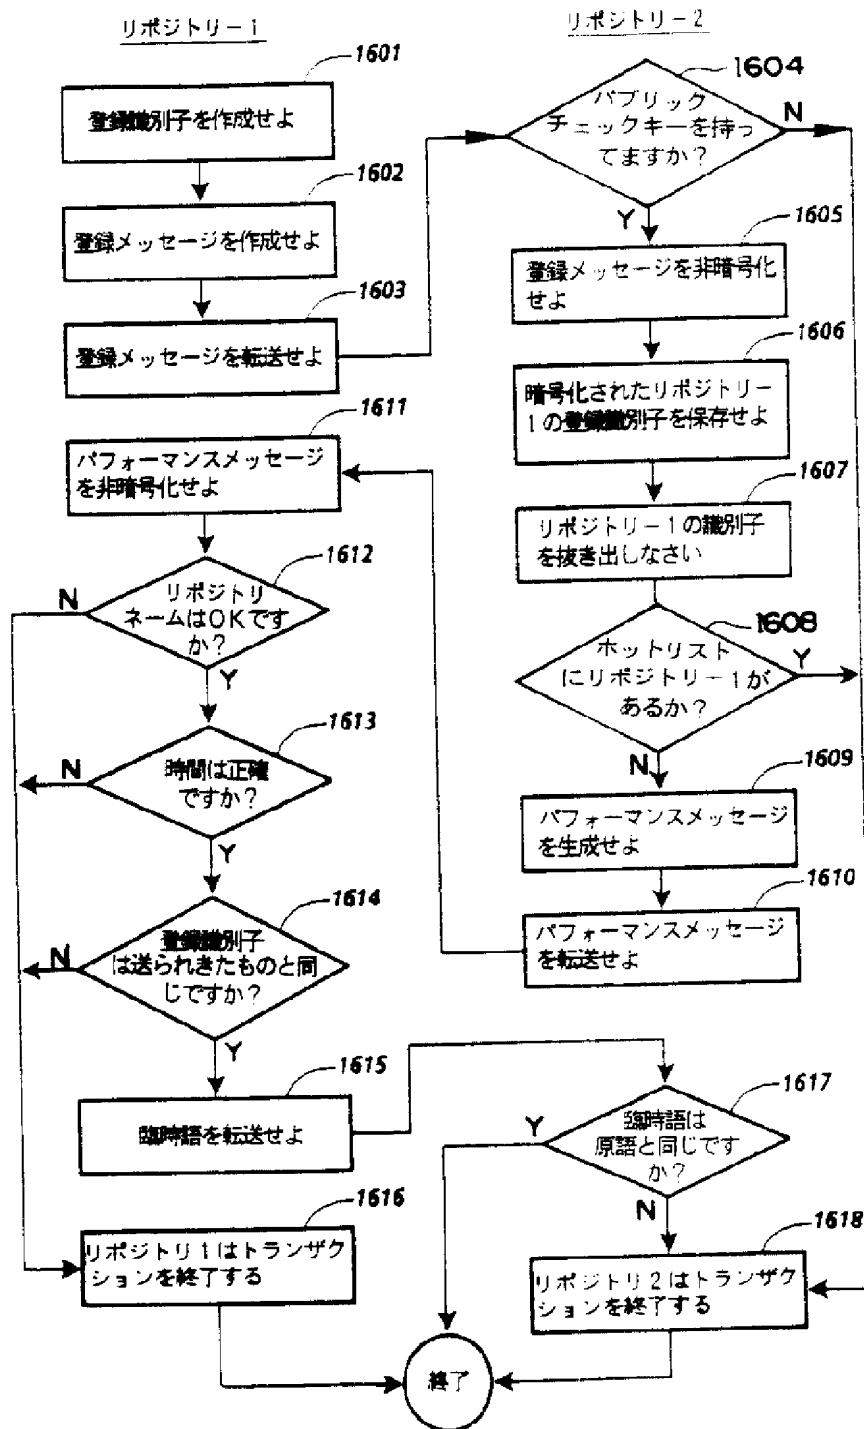 リポジトリー1
1601
登録識別子を作成せよ
1602
登録メッセージを作成せよ
1603
登録メッセージを転送せよ
1611
パフォーマンスメッセージ
を非暗号化せよ
1612
リポジトリ
ネームはOKです
か?
N
Y
1613
時間は正確
ですか?
N
Y
1614
登録識別子
は送られきたものと同
じですか?
N
Y
1615
臨時語を転送せよ
1616
リポジトリ1はトランザク
ションを終了する
リポジトリー2
1604
パブリック
チェックキーを持っ
てますか?
N
Y
1605
登録メッセージを非暗号化
せよ
1606
暗号化されたリポジトリー
1の登録識別子を保存せよ
1607
リポジトリー1の識別子
を抜き出しなさい
1608
ホットリスト
にリポジトリー1が
あるか?
Y
N
1609
パフォーマンスメッセージ
を生成せよ
1610
パフォーマンスメッセージ
を転送せよ
1617
臨時語は
原語と同じです
か?
Y
N
1618
リポジトリ2はトランザク
ションを終了する
終了